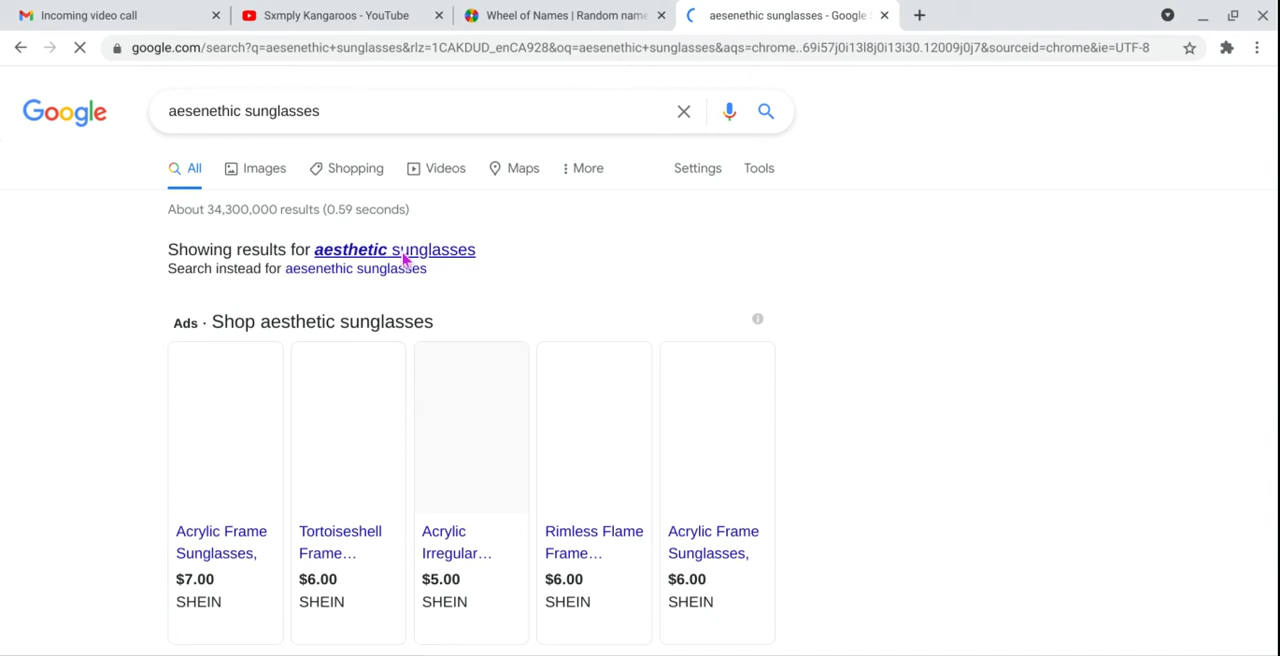 Incoming video call
Sxmply Kangaroos - YouTube
Wheel of Names | Random name
aesenethic sunglasses - Google
google.com/search?q=aesenethic+sunglasses&rlz=1CAKDUD_enCA928&oq=aesenethic+sunglasses&aqs=chrome..69i57j0i13l8j0i13i30.12009j0j7&sourceid=chrome&ie=UTF-8
Google
aesenethic sunglasses
All
Images
Shopping
Videos
Maps
More
Settings
Tools
About 34,300,000 results (0.59 seconds)
Showing results for aesthetic sunglasses
Search instead for aesenethic sunglasses
Ads · Shop aesthetic sunglasses
Acrylic Frame
Sunglasses,
$7.00
SHEIN
Tortoiseshell
Frame…
$6.00
SHEIN
Acrylic
Irregular…
$5.00
SHEIN
Rimless Flame
Frame…
$6.00
SHEIN
Acrylic Frame
Sunglasses,
$6.00
SHEIN